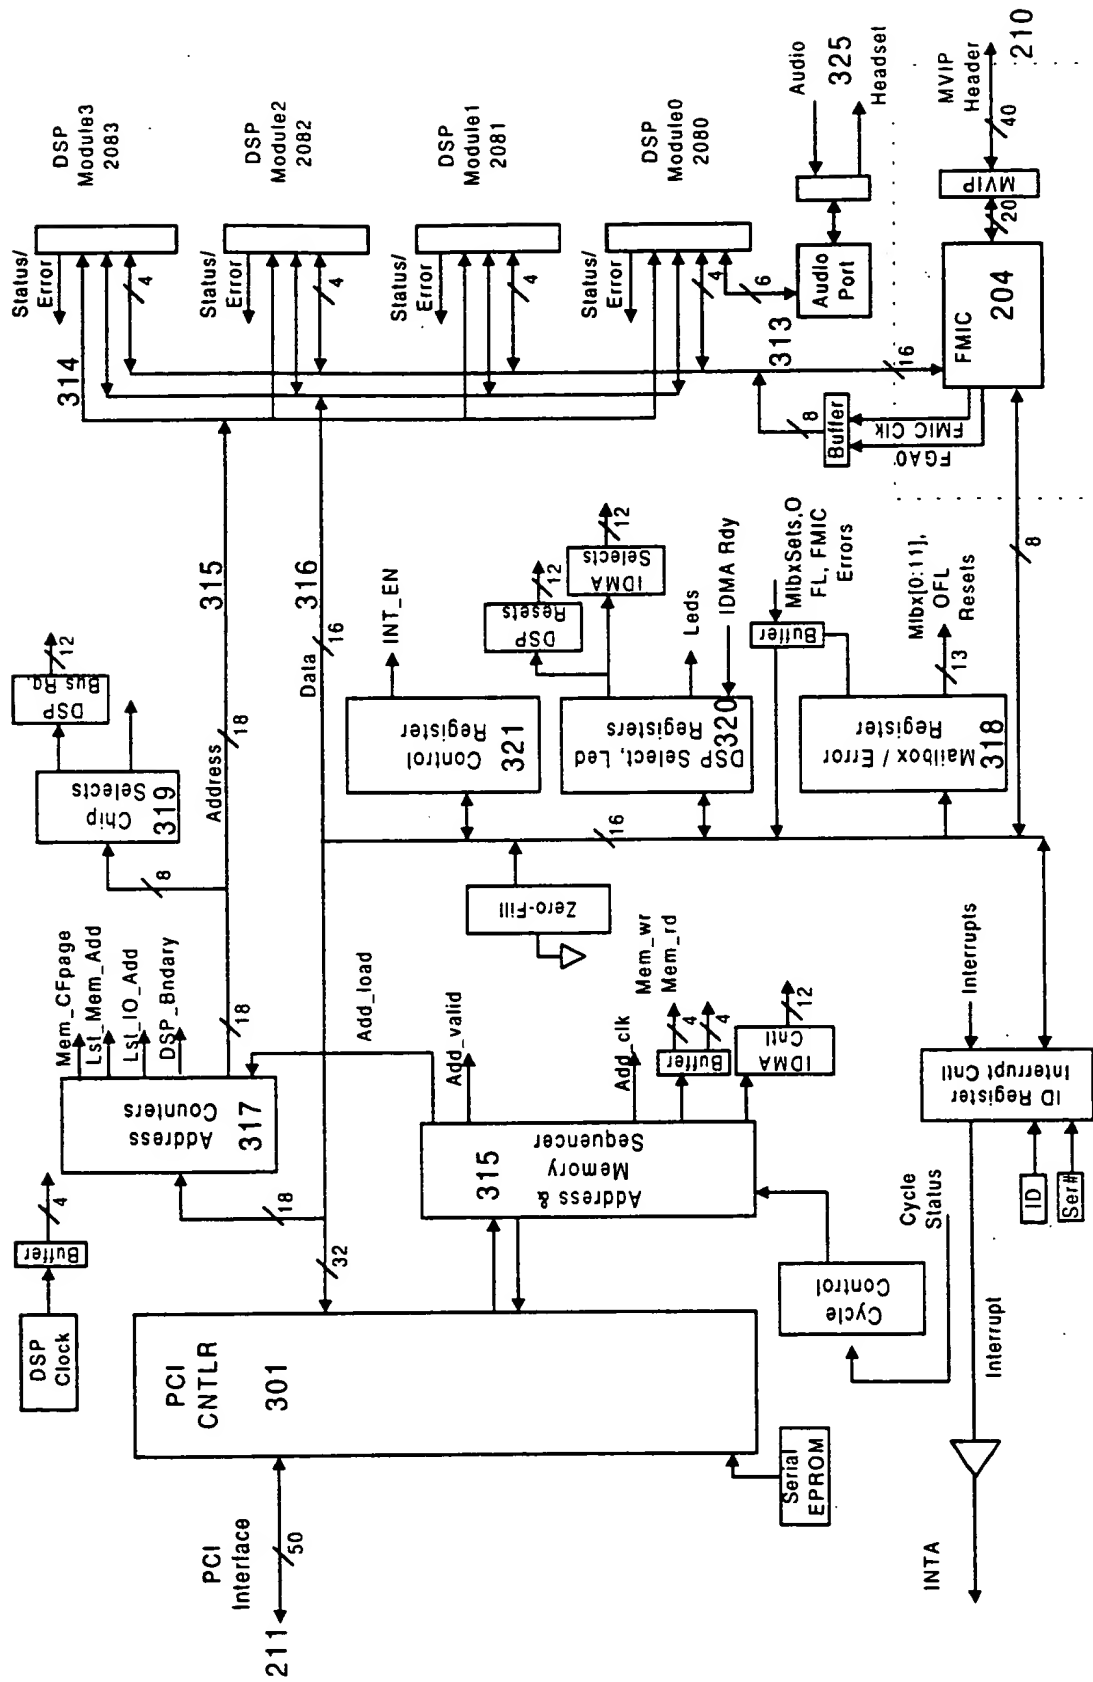 DSP
Module3
2083
DSP
Module2
2082
DSP
Module1
2081
DSP
Module0
2080
Audio
325
Headset
MVIP
Header
210
40
MVIP
20
Status/
Error
4
Status/
Error
4
Status/
Error
4
Status/
Error
4
6
Audio
Port
FMIC
204
314
313
16
8
Buffer
FMIC Clk
FGA0
315
316
Data
16
Address
18
12
DSP
Bus Rq.
Chip
Selects
319
8
INT_EN
Control
Register
321
12
DSP
Resets
12
IDMA
Selects
Leds
IDMA Rdy
DSP Select, Led
Registers
320
MlbxSets,O
FL, FMIC
Errors
Buffer
Mlbx[0:11],
OFL
Resets
13
Mailbox / Error
Register
318
8
16
Zero-Fill
Mem_CFpage
Lst_Mem_Add
Lst_IO_Add
DSP_Bndary
18
Address
Counters
317
Add_load
Add_valid
Add_clk
Mem_wr
Mem_rd
4
4
Buffer
12
IDMA
Cntl
Interrupts
315
Address &
Memory
Sequencer
ID Register
Interrupt Cntl
ID
Ser#
4
Buffer
DSP
Clock
18
32
Cycle
Control
Cycle
Status
PCI
CNTLR
301
Serial
EPROM
Interrupt
PCI
Interface
50
211
INTA